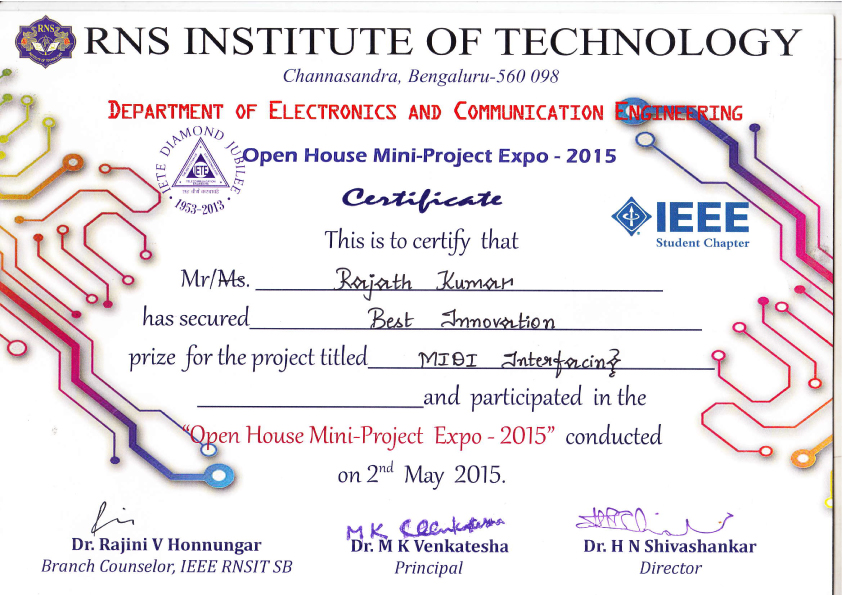 RNS
RNS INSTITUTE OF TECHNOLOGY
Channasandra, Bengaluru-560 098
DEPARTMENT OF ELECTRONICS AND COMMUNICATION ENGINEERING
IETE DIAMOND JUBILEE
IETE
• 1953-2013 •
Open House Mini-Project Expo - 2015
Certificate
IEEE
Student Chapter
This is to certify that
Mr/Ms. Rajath Kumar
has secured Best Innovation
prize for the project titled MIDI Interfacing
and participated in the
"Open House Mini-Project Expo - 2015" conducted
on 2nd May 2015.
M K Venkatesha
Dr. Rajini V Honnungar
Branch Counselor, IEEE RNSIT SB
Dr. M K Venkatesha
Principal
Dr. H N Shivashankar
Director